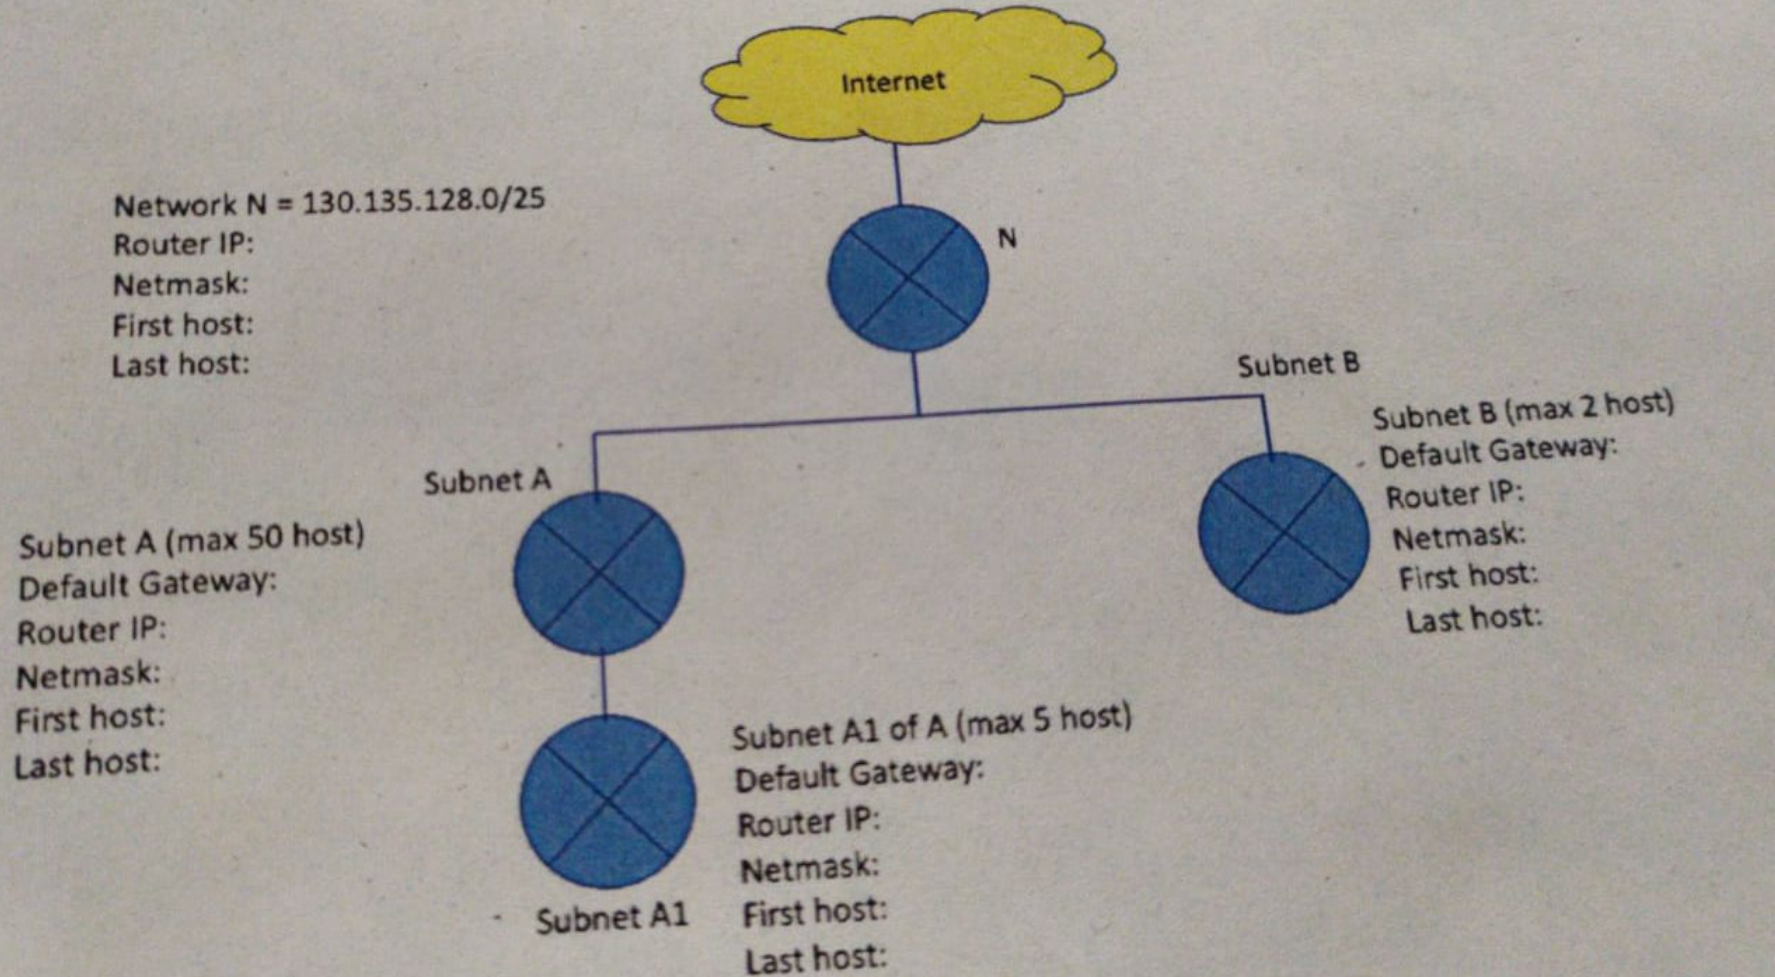 Internet
N
Network N = 130.135.128.0/25
Router IP:
Netmask:
First host:
Last host:
Subnet B
Subnet B (max 2 host)
Default Gateway:
Router IP:
Netmask:
First host:
Last host:
Subnet A
Subnet A (max 50 host)
Default Gateway:
Router IP:
Netmask:
First host:
Last host:
Subnet A1 of A (max 5 host)
Default Gateway:
Router IP:
Netmask:
First host:
Last host:
Subnet A1